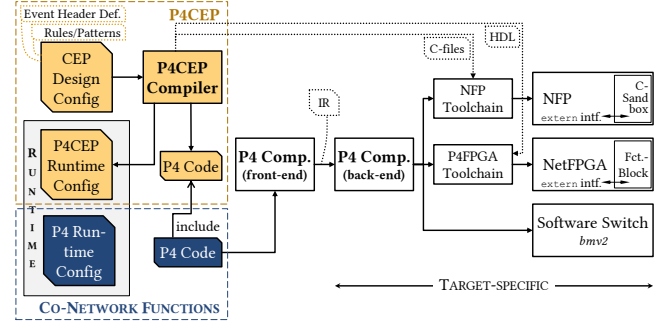 Event Header Def.
Rules/Patterns
P4CEP
CEP
Design
Config
P4CEP
Compiler
C-files
HDL
NFP
Toolchain
NFP
extern intf.
C-
Sand
box
IR
RUNTIME
P4CEP
Runtime
Config
P4 Code
P4 Comp.
(front-end)
P4 Comp.
(back-end)
P4FPGA
Toolchain
NetFPGA
extern intf.
Fct.-
Block
P4 Run-
time
Config
include
P4 Code
Software Switch
bmv2
CO-NETWORK FUNCTIONS
TARGET-SPECIFIC